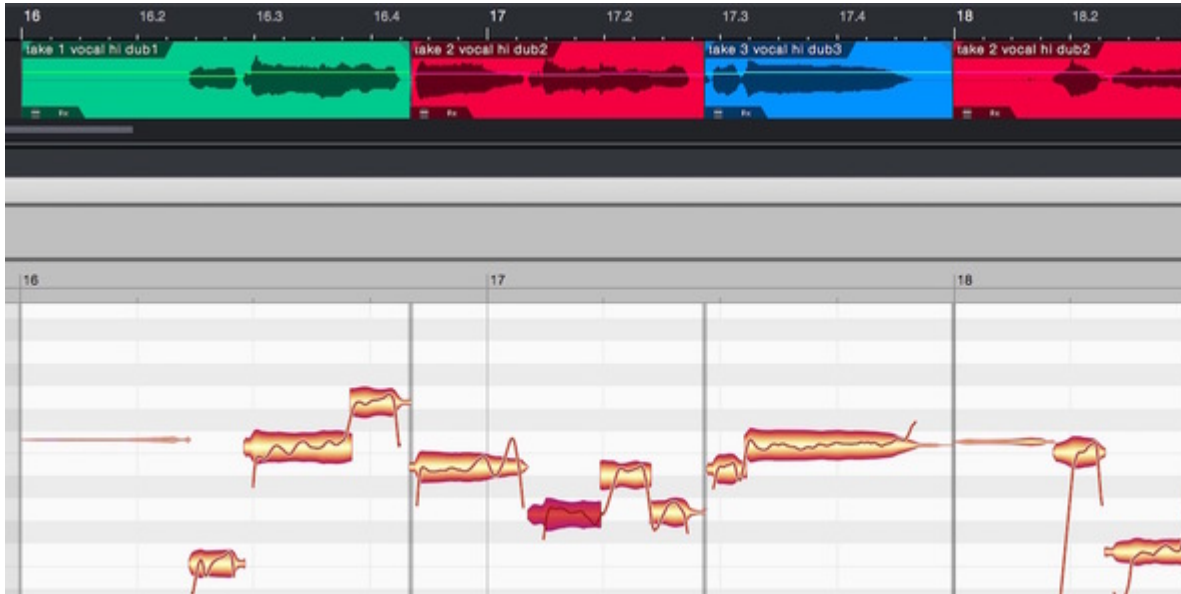 16 16.2 16.3 16.4 17 17.2 17.3 17.4 18 18.2
take 1 vocal hi dub1 take 2 vocal hi dub2 take 3 vocal hi dub3 take 2 vocal hi dub2
16 17 18